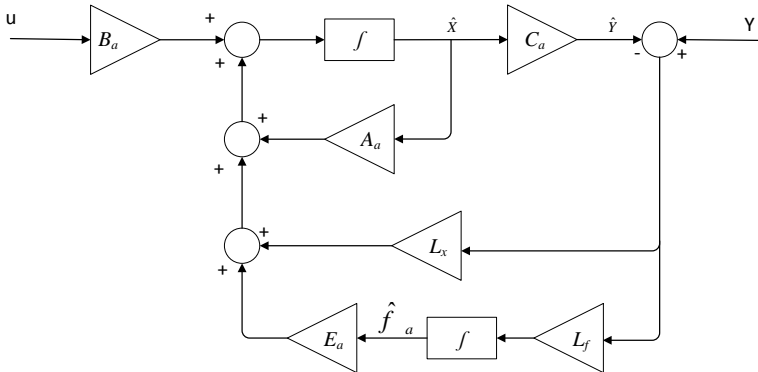 u
B_a
+
+
∫
X̂
C_a
Ŷ
-
+
Y
+
+
A_a
+
+
L_x
E_a
f̂_a
∫
L_f